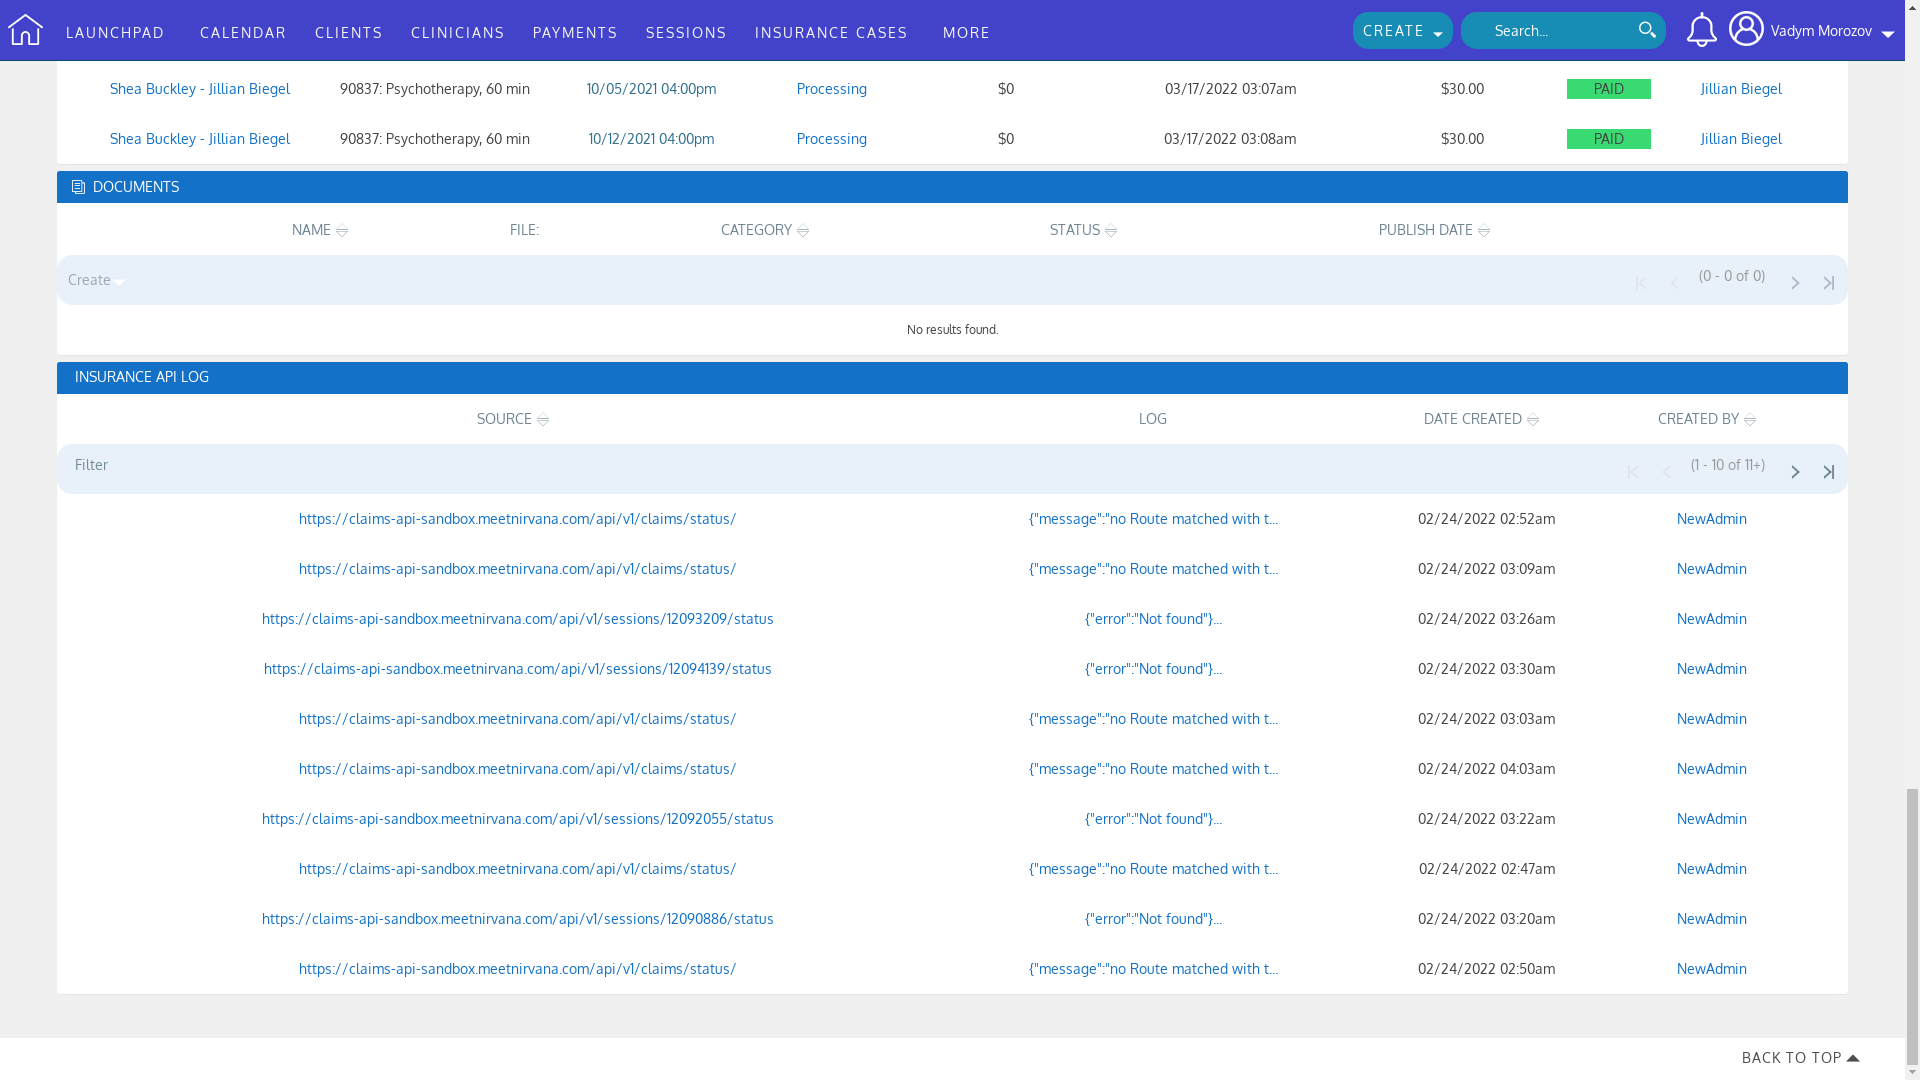 LAUNCHPAD CALENDAR CLIENTS CLINICIANS PAYMENTS SESSIONS INSURANCE CASES MORE CREATE Search... Vadym Morozov
Shea Buckley - Jillian Biegel 90837: Psychotherapy, 60 min 10/05/2021 04:00pm Processing $0 03/17/2022 03:07am $30.00 PAID Jillian Biegel
Shea Buckley - Jillian Biegel 90837: Psychotherapy, 60 min 10/12/2021 04:00pm Processing $0 03/17/2022 03:08am $30.00 PAID Jillian Biegel
DOCUMENTS
NAME FILE: CATEGORY STATUS PUBLISH DATE
Create (0 - 0 of 0)
No results found.
INSURANCE API LOG
SOURCE LOG DATE CREATED CREATED BY
Filter (1 - 10 of 11+)
https://claims-api-sandbox.meetnirvana.com/api/v1/claims/status/ {"message":"no Route matched with t... 02/24/2022 02:52am NewAdmin
https://claims-api-sandbox.meetnirvana.com/api/v1/claims/status/ {"message":"no Route matched with t... 02/24/2022 03:09am NewAdmin
https://claims-api-sandbox.meetnirvana.com/api/v1/sessions/12093209/status {"error":"Not found"}... 02/24/2022 03:26am NewAdmin
https://claims-api-sandbox.meetnirvana.com/api/v1/sessions/12094139/status {"error":"Not found"}... 02/24/2022 03:30am NewAdmin
https://claims-api-sandbox.meetnirvana.com/api/v1/claims/status/ {"message":"no Route matched with t... 02/24/2022 03:03am NewAdmin
https://claims-api-sandbox.meetnirvana.com/api/v1/claims/status/ {"message":"no Route matched with t... 02/24/2022 04:03am NewAdmin
https://claims-api-sandbox.meetnirvana.com/api/v1/sessions/12092055/status {"error":"Not found"}... 02/24/2022 03:22am NewAdmin
https://claims-api-sandbox.meetnirvana.com/api/v1/claims/status/ {"message":"no Route matched with t... 02/24/2022 02:47am NewAdmin
https://claims-api-sandbox.meetnirvana.com/api/v1/sessions/12090886/status {"error":"Not found"}... 02/24/2022 03:20am NewAdmin
https://claims-api-sandbox.meetnirvana.com/api/v1/claims/status/ {"message":"no Route matched with t... 02/24/2022 02:50am NewAdmin
BACK TO TOP